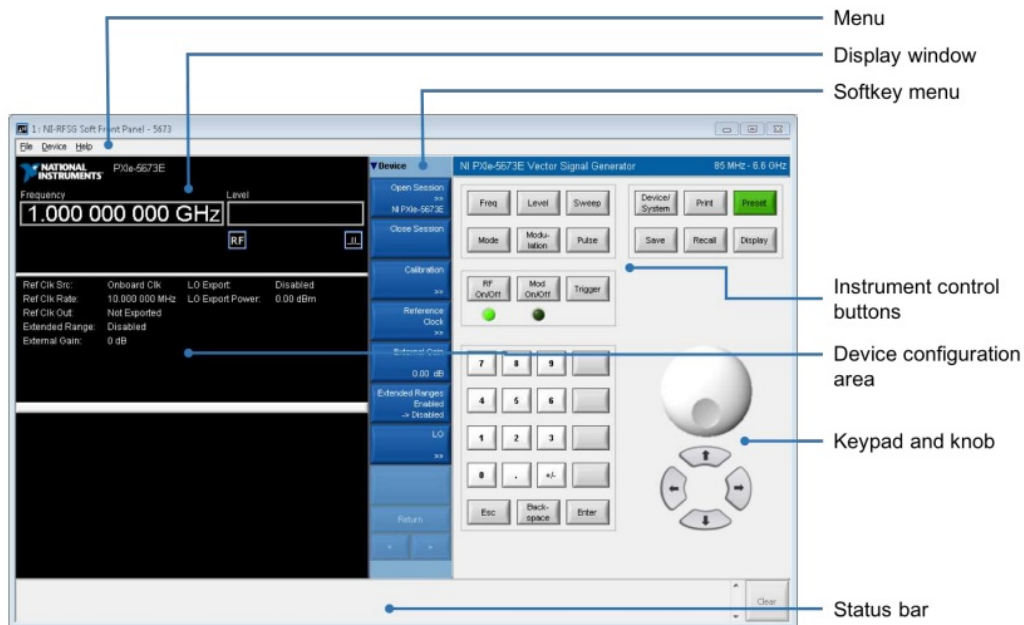 Menu
Display window
Softkey menu
1: NI-RFSG Soft Front Panel - 5673
File Device Help
NATIONAL INSTRUMENTS
PXIe-5673E
Frequency
Level
1.000 000 000 GHz
RF
Ref Clk Src: Onboard Clk LO Export: Disabled
Ref Clk Rate: 10.000 000 MHz LO Export Power: 0.00 dBm
Ref Clk Out: Not Exported
Extended Range: Disabled
External Gain: 0 dB
Device
Open Session
>>
NI PXIe-5673E
Close Session
Calibration
>>
Reference
Clock
>>
External Gain
0.00 dB
Extended Ranges
Enabled
-> Disabled
LO
>>
Return
< >
NI PXIe-5673E Vector Signal Generator 85 MHz - 6.6 GHz
Freq Level Sweep
Mode Modu-
lation Pulse
Device/
System Print Preset
Save Recall Display
RF
On/Off Mod
On/Off Trigger
7 8 9
4 5 6
1 2 3
0 . +/-
Esc Back-
space Enter
Clear
Instrument control
buttons
Device configuration
area
Keypad and knob
Status bar